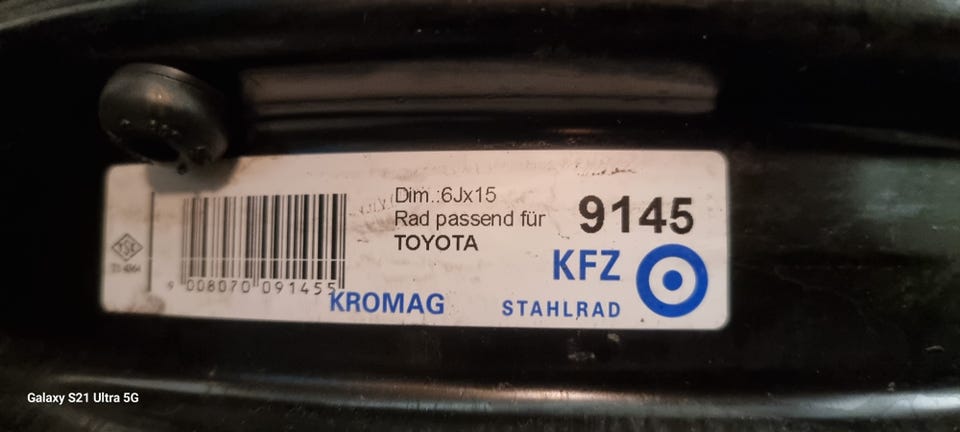 Dim.:6Jx15
Rad passend für
TOYOTA
9145
KFZ
STAHLRAD
KROMAG
9 008070 091455
Galaxy S21 Ultra 5G